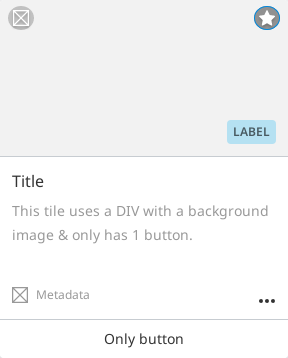 LABEL
Title
This tile uses a DIV with a background
image & only has 1 button.
Metadata
Only button